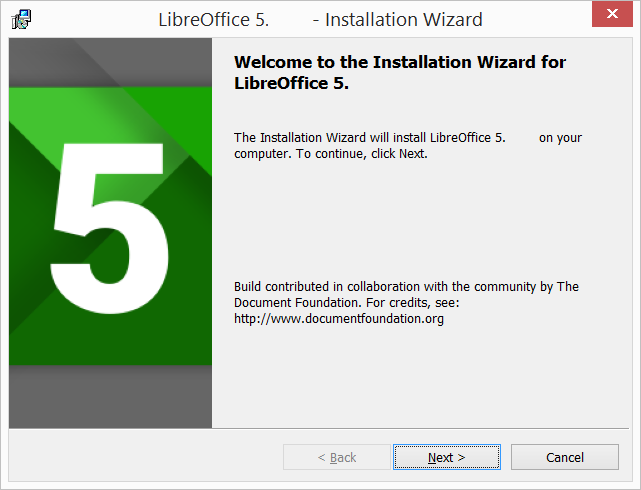 LibreOffice 5. - Installation Wizard
Welcome to the Installation Wizard for
LibreOffice 5.
5
The Installation Wizard will install LibreOffice 5. on your
computer. To continue, click Next.
Build contributed in collaboration with the community by The
Document Foundation. For credits, see:
http://www.documentfoundation.org
< Back Next > Cancel